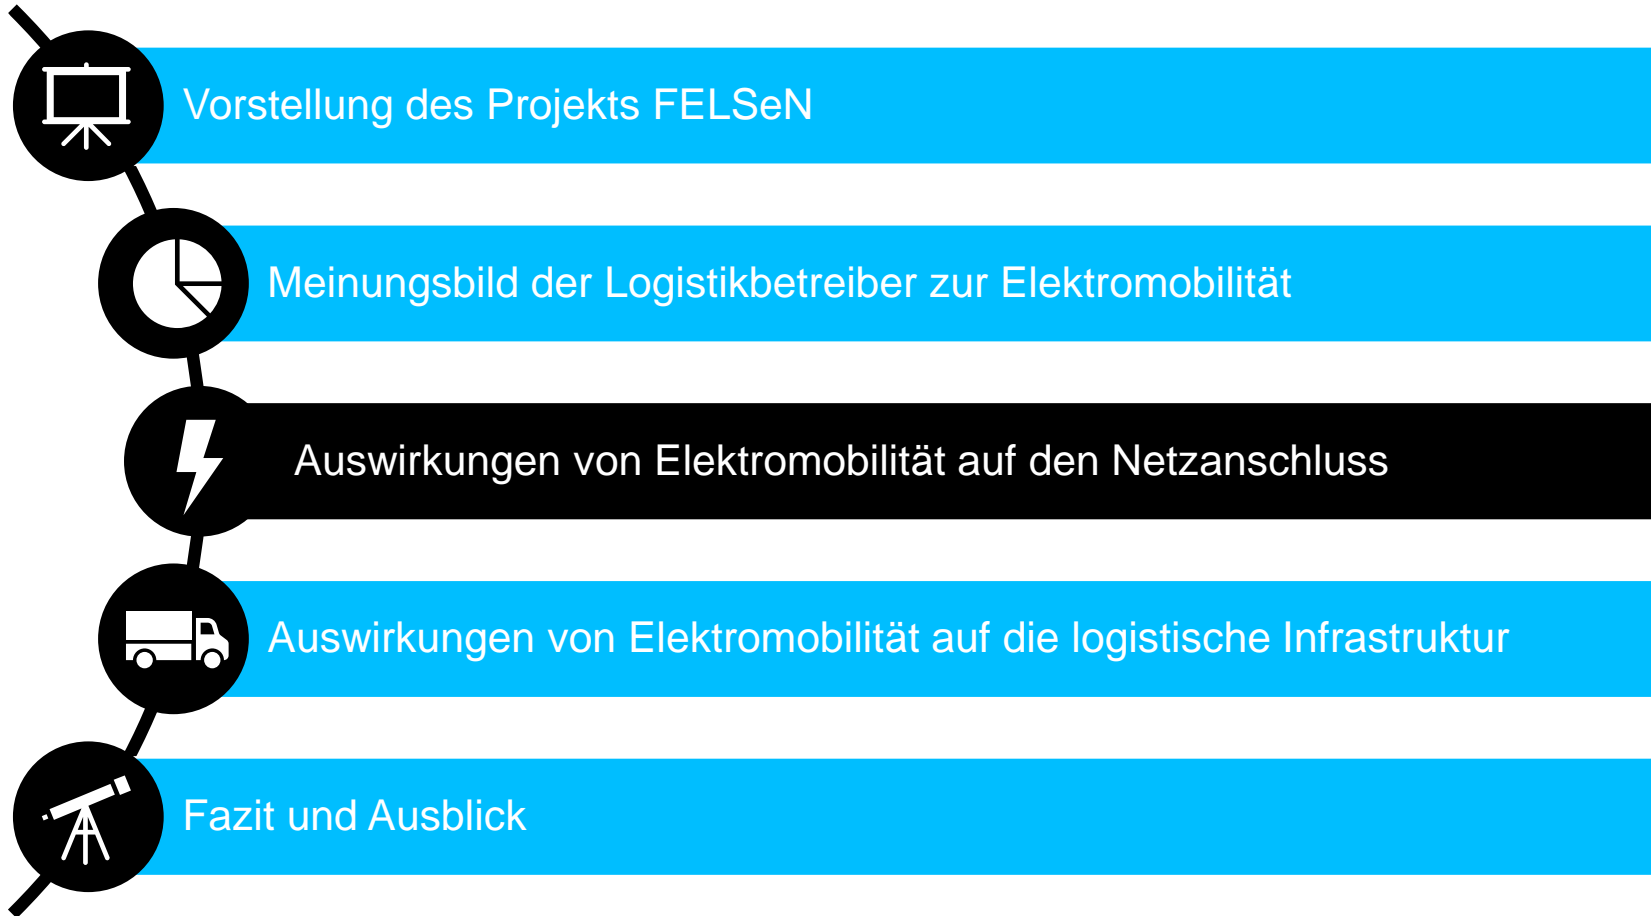 Vorstellung des Projekts FELSeN
Meinungsbild der Logistikbetreiber zur Elektromobilität
Auswirkungen von Elektromobilität auf den Netzanschluss
Auswirkungen von Elektromobilität auf die logistische Infrastruktur
Fazit und Ausblick